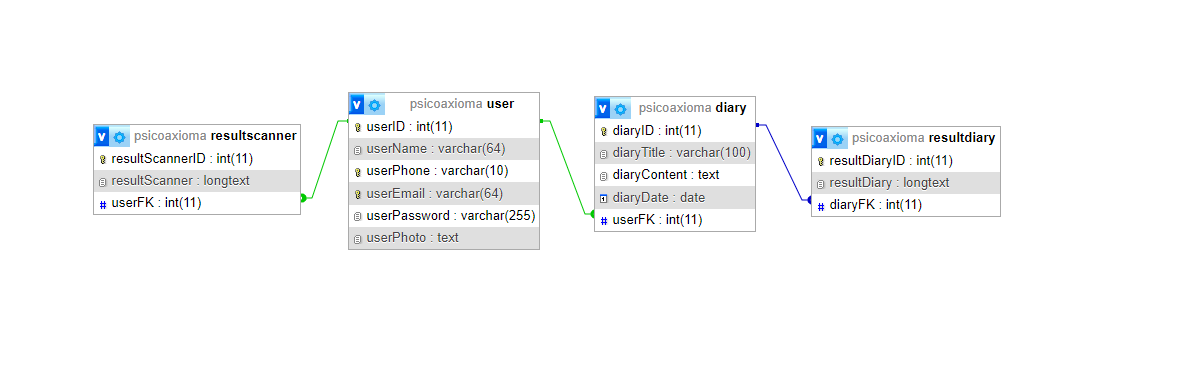 psicoaxioma resultscanner
resultScannerID : int(11)
resultScanner : longtext
userFK : int(11)
psicoaxioma user
userID : int(11)
userName : varchar(64)
userPhone : varchar(10)
userEmail : varchar(64)
userPassword : varchar(255)
userPhoto : text
psicoaxioma diary
diaryID : int(11)
diaryTitle : varchar(100)
diaryContent : text
diaryDate : date
userFK : int(11)
psicoaxioma resultdiary
resultDiaryID : int(11)
resultDiary : longtext
diaryFK : int(11)